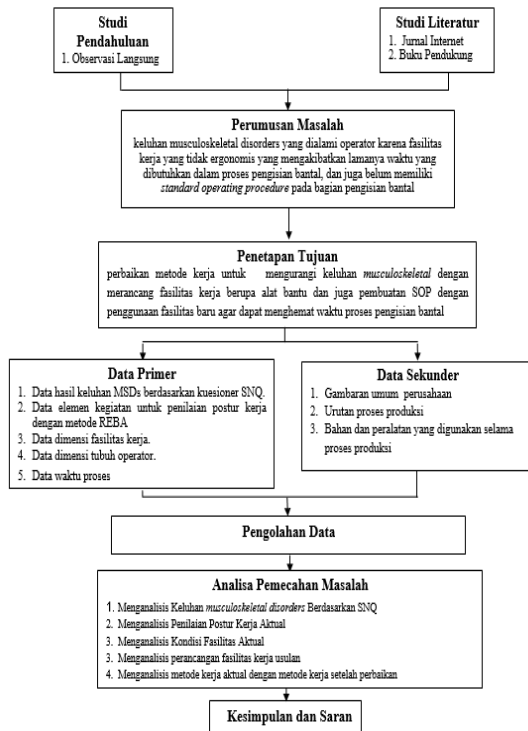 Studi
Pendahuluan
1. Observasi Langsung
Studi Literatur
1. Jurnal Internet
2. Buku Pendukung
Perumusan Masalah
keluhan musculoskeletal disorders yang dialami operator karena fasilitas
kerja yang tidak ergonomis yang mengakibatkan lamanya waktu yang
dibutuhkan dalam proses pengisian bantal, dan juga belum memiliki
standard operating procedure pada bagian pengisian bantal
Penetapan Tujuan
perbaikan metode kerja untuk mengurangi keluhan musculoskeletal dengan
merancang fasilitas kerja berupa alat bantu dan juga pembuatan SOP dengan
penggunaan fasilitas baru agar dapat menghemat waktu proses pengisian bantal
Data Primer
1. Data hasil keluhan MSDs berdasarkan kuesioner SNQ.
2. Data elemen kegiatan untuk penilaian postur kerja
dengan metode REBA
3. Data dimensi fasilitas kerja.
4. Data dimensi tubuh operator.
5. Data waktu proses
Data Sekunder
1. Gambaran umum perusahaan
2. Urutan proses produksi
3. Bahan dan peralatan yang digunakan selama
proses produksi
Pengolahan Data
Analisa Pemecahan Masalah
1. Menganalisis Keluhan musculoskeletal disorders Berdasarkan SNQ
2. Menganalisis Penilaian Postur Kerja Aktual
3. Menganalisis Kondisi Fasilitas Aktual
3. Menganalisis perancangan fasilitas kerja usulan
4. Menganalisis metode kerja aktual dengan metode kerja setelah perbaikan
Kesimpulan dan Saran